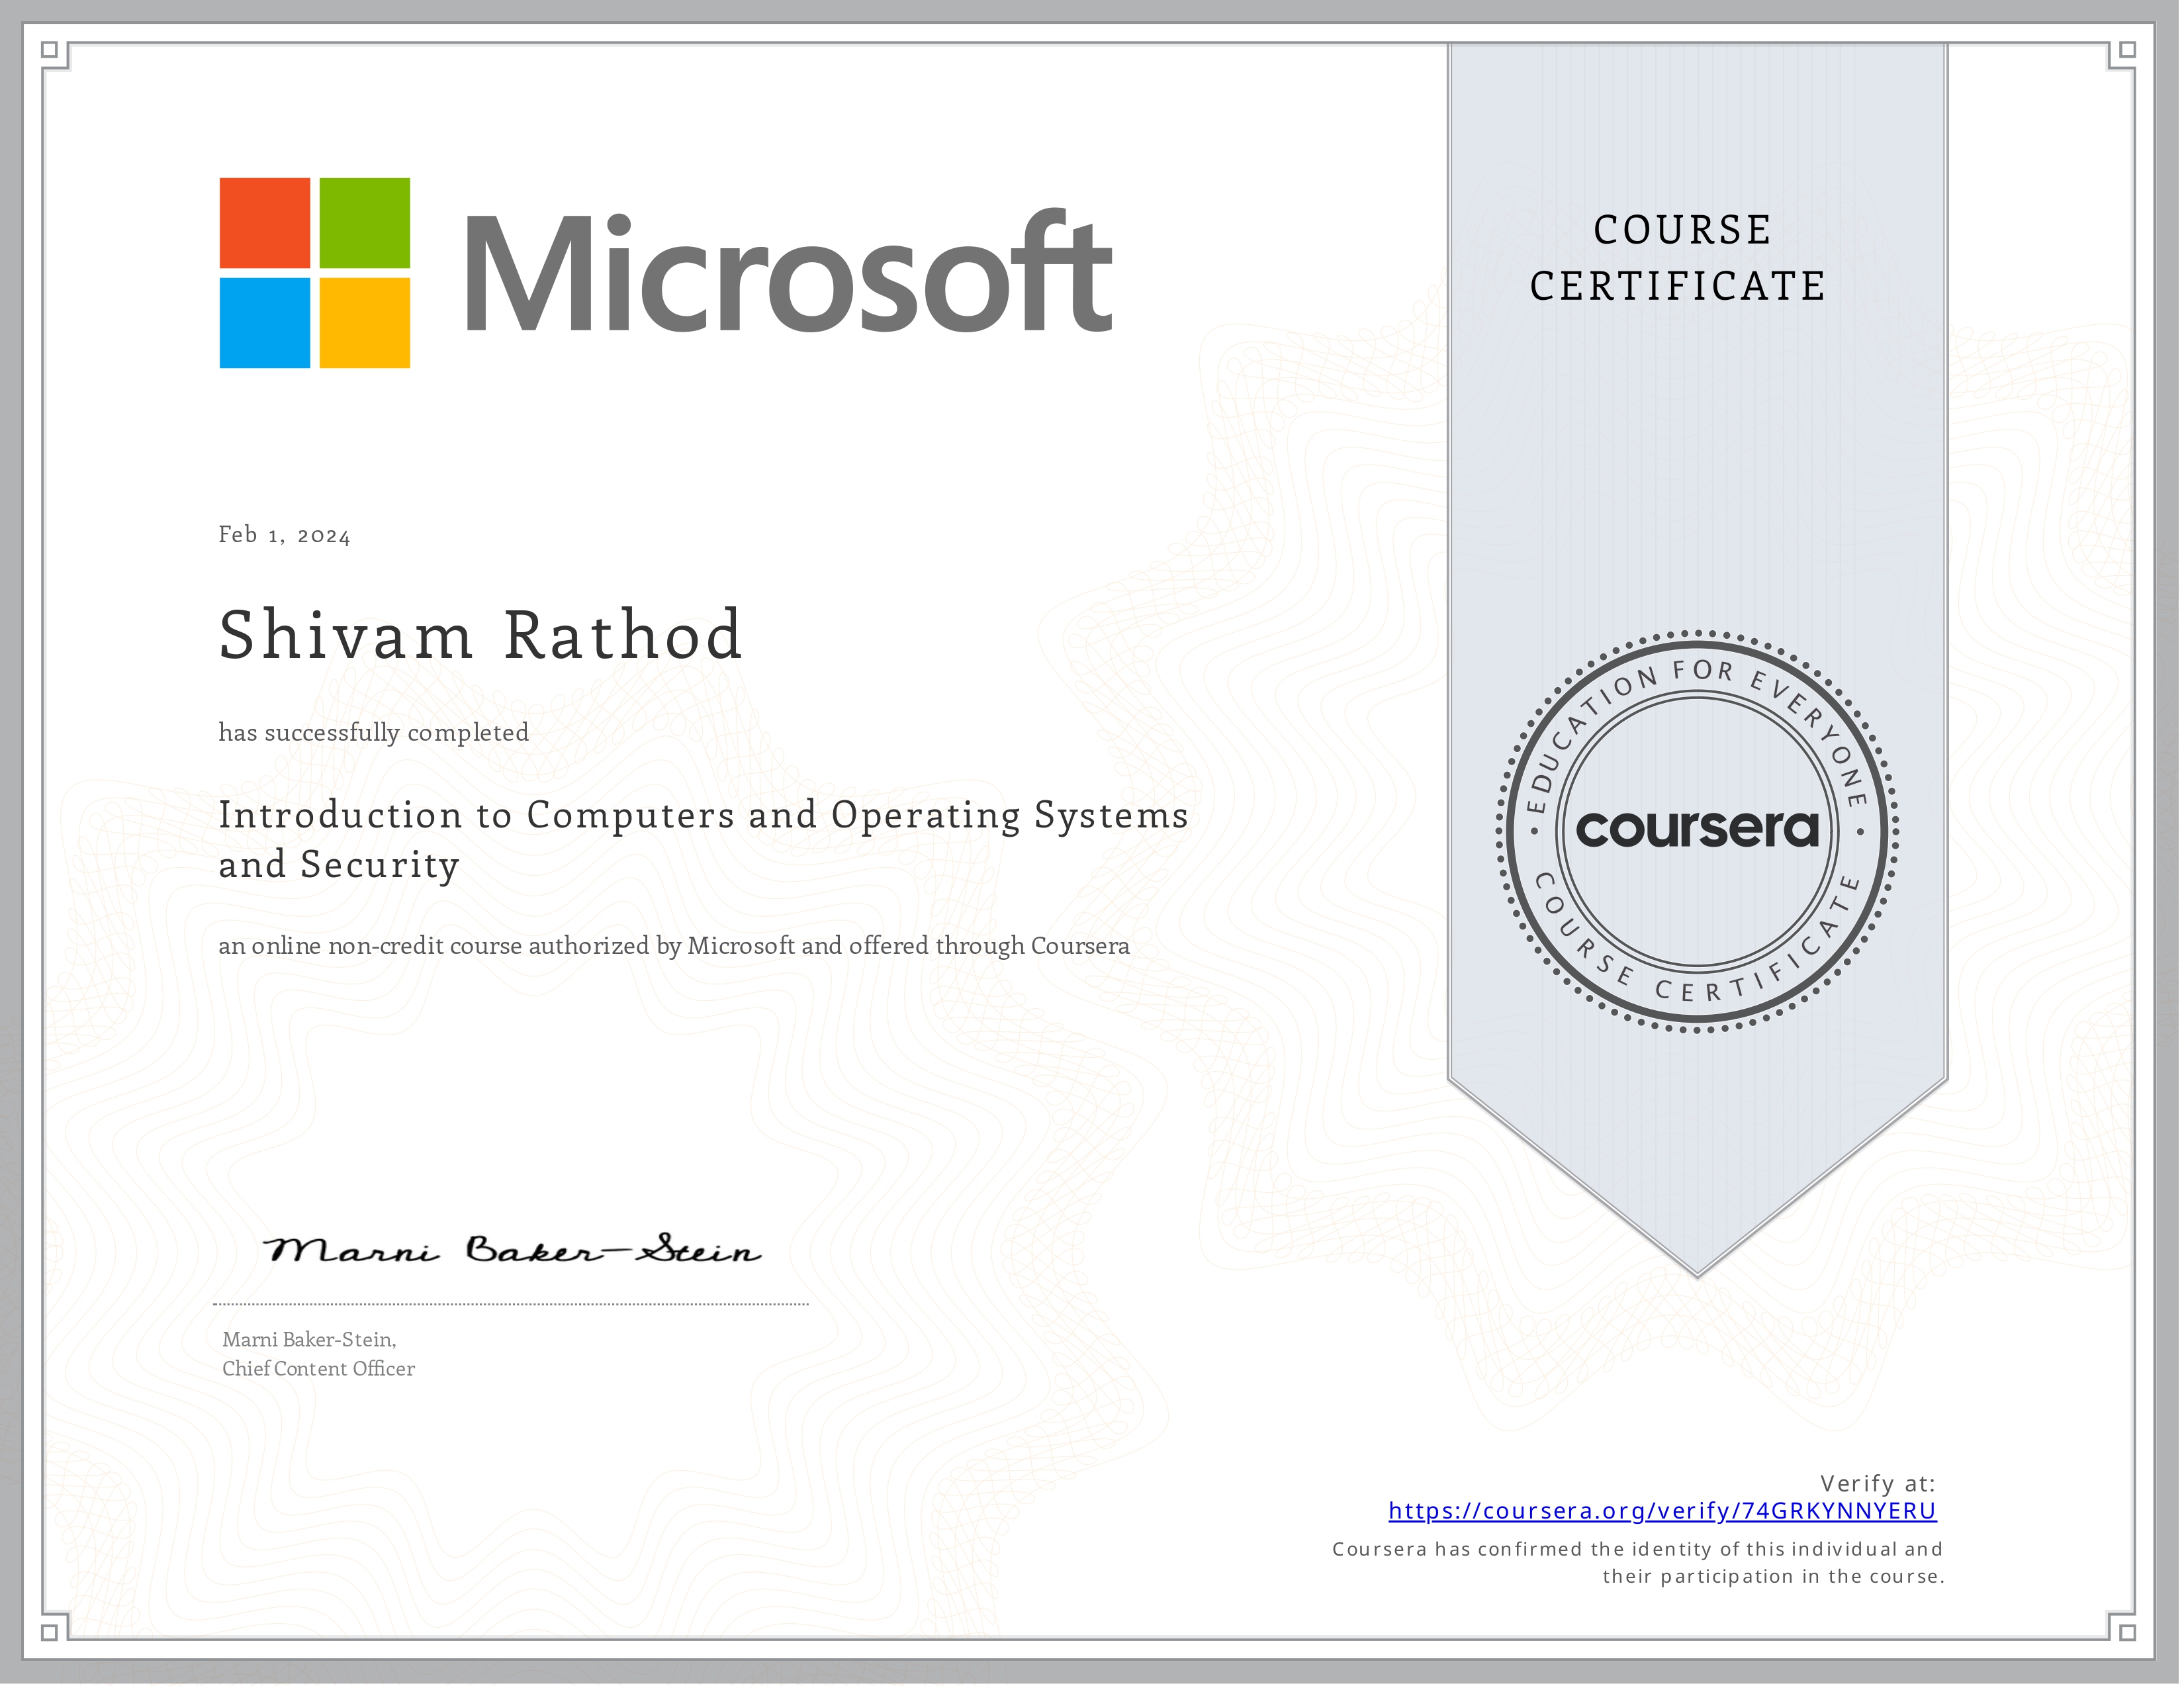 Microsoft
COURSE
CERTIFICATE
Feb 1, 2024
Shivam Rathod
has successfully completed
Introduction to Computers and Operating Systems
and Security
an online non-credit course authorized by Microsoft and offered through Coursera
EDUCATION FOR EVERYONE
coursera
COURSE CERTIFICATE
Marni Baker-Stein
Marni Baker-Stein,
Chief Content Officer
Verify at:
https://coursera.org/verify/74GRKYNNYERU
Coursera has confirmed the identity of this individual and
their participation in the course.